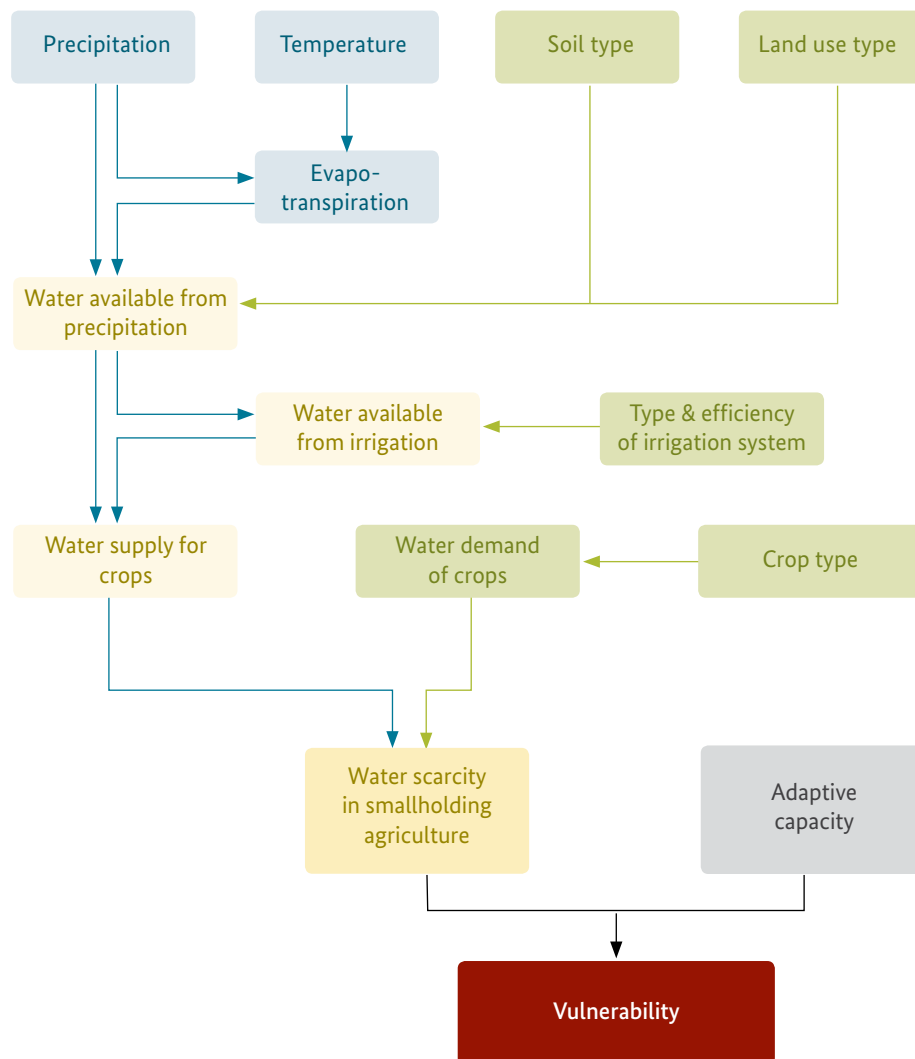 Precipitation
Temperature
Soil type
Land use type
Evapo-
transpiration
Water available from
precipitation
Water available
from irrigation
Type & efficiency
of irrigation system
Water supply for
crops
Water demand
of crops
Crop type
Water scarcity
in smallholding
agriculture
Adaptive
capacity
Vulnerability